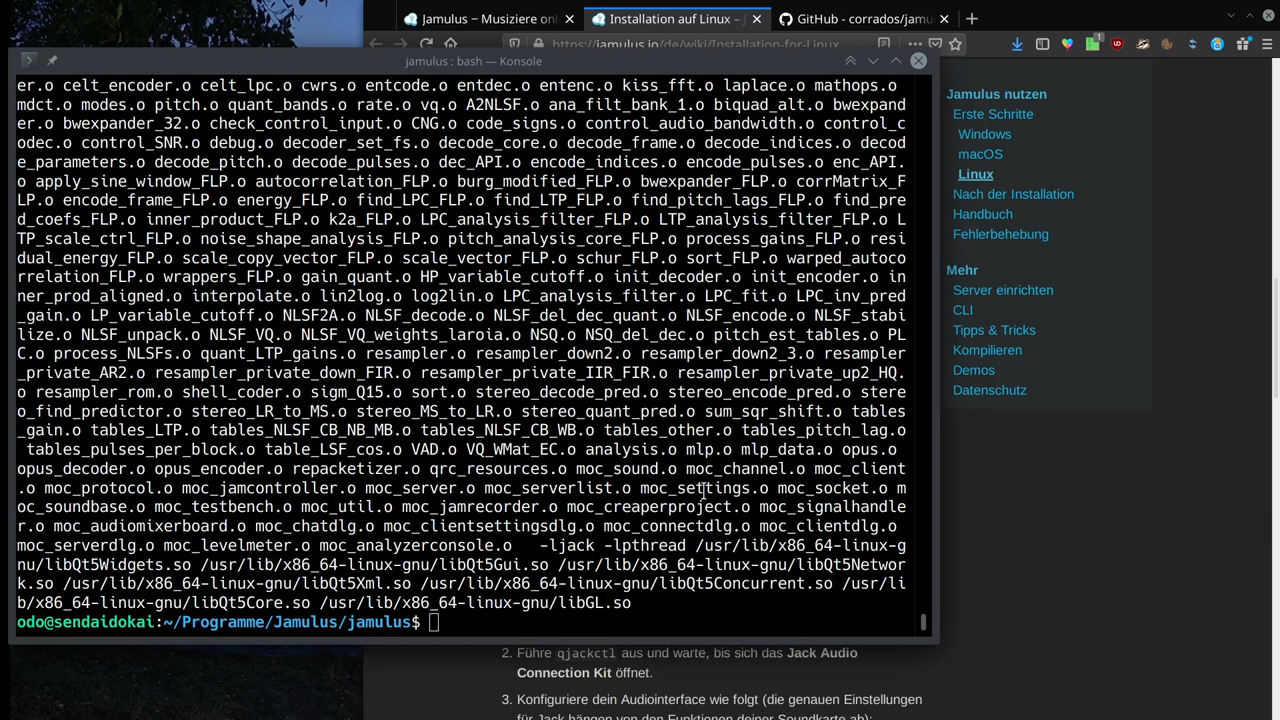 Jamulus – Musiziere onl
Installation auf Linux – J
GitHub - corrados/jamu
https://jamulus.io/de/wiki/Installation-for-Linux
jamulus : bash — Konsole
er.o celt_encoder.o celt_lpc.o cwrs.o entcode.o entdec.o entenc.o kiss_fft.o laplace.o mathops.o
mdct.o modes.o pitch.o quant_bands.o rate.o vq.o A2NLSF.o ana_filt_bank_1.o biquad_alt.o bwexpand
er.o bwexpander_32.o check_control_input.o CNG.o code_signs.o control_audio_bandwidth.o control_c
odec.o control_SNR.o debug.o decoder_set_fs.o decode_core.o decode_frame.o decode_indices.o decod
e_parameters.o decode_pitch.o decode_pulses.o dec_API.o encode_indices.o encode_pulses.o enc_API.
o apply_sine_window_FLP.o autocorrelation_FLP.o burg_modified_FLP.o bwexpander_FLP.o corrMatrix_F
LP.o encode_frame_FLP.o energy_FLP.o find_LPC_FLP.o find_LTP_FLP.o find_pitch_lags_FLP.o find_pre
d_coefs_FLP.o inner_product_FLP.o k2a_FLP.o LPC_analysis_filter_FLP.o LTP_analysis_filter_FLP.o L
TP_scale_ctrl_FLP.o noise_shape_analysis_FLP.o pitch_analysis_core_FLP.o process_gains_FLP.o resi
dual_energy_FLP.o scale_copy_vector_FLP.o scale_vector_FLP.o schur_FLP.o sort_FLP.o warped_autoco
rrelation_FLP.o wrappers_FLP.o gain_quant.o HP_variable_cutoff.o init_decoder.o init_encoder.o in
ner_prod_aligned.o interpolate.o lin2log.o log2lin.o LPC_analysis_filter.o LPC_fit.o LPC_inv_pred
_gain.o LP_variable_cutoff.o NLSF2A.o NLSF_decode.o NLSF_del_dec_quant.o NLSF_encode.o NLSF_stabi
lize.o NLSF_unpack.o NLSF_VQ.o NLSF_VQ_weights_laroia.o NSQ.o NSQ_del_dec.o pitch_est_tables.o PL
C.o process_NLSFs.o quant_LTP_gains.o resampler.o resampler_down2.o resampler_down2_3.o resampler
_private_AR2.o resampler_private_down_FIR.o resampler_private_IIR_FIR.o resampler_private_up2_HQ.
o resampler_rom.o shell_coder.o sigm_Q15.o sort.o stereo_decode_pred.o stereo_encode_pred.o stere
o_find_predictor.o stereo_LR_to_MS.o stereo_MS_to_LR.o stereo_quant_pred.o sum_sqr_shift.o tables
_gain.o tables_LTP.o tables_NLSF_CB_NB_MB.o tables_NLSF_CB_WB.o tables_other.o tables_pitch_lag.o
tables_pulses_per_block.o table_LSF_cos.o VAD.o VQ_WMat_EC.o analysis.o mlp.o mlp_data.o opus.o
opus_decoder.o opus_encoder.o repacketizer.o qrc_resources.o moc_sound.o moc_channel.o moc_client
.o moc_protocol.o moc_jamcontroller.o moc_server.o moc_serverlist.o moc_settings.o moc_socket.o m
oc_soundbase.o moc_testbench.o moc_util.o moc_jamrecorder.o moc_creaperproject.o moc_signalhandle
r.o moc_audiomixerboard.o moc_chatdlg.o moc_clientsettingsdlg.o moc_connectdlg.o moc_clientdlg.o
moc_serverdlg.o moc_levelmeter.o moc_analyzerconsole.o   -ljack -lpthread /usr/lib/x86_64-linux-g
nu/libQt5Widgets.so /usr/lib/x86_64-linux-gnu/libQt5Gui.so /usr/lib/x86_64-linux-gnu/libQt5Networ
k.so /usr/lib/x86_64-linux-gnu/libQt5Xml.so /usr/lib/x86_64-linux-gnu/libQt5Concurrent.so /usr/li
b/x86_64-linux-gnu/libQt5Core.so /usr/lib/x86_64-linux-gnu/libGL.so
odo@sendaidokai:~/Programme/Jamulus/jamulus$
Jamulus nutzen
Erste Schritte
Windows
macOS
Linux
Nach der Installation
Handbuch
Fehlerbehebung
Mehr
Server einrichten
CLI
Tipps & Tricks
Kompilieren
Demos
Datenschutz
2. Führe qjackctl aus und warte, bis sich das Jack Audio
Connection Kit öffnet.
3. Konfiguriere dein Audiointerface wie folgt (die genauen Einstellungen
für Jack hängen von den Funktionen deiner Soundkarte ab):